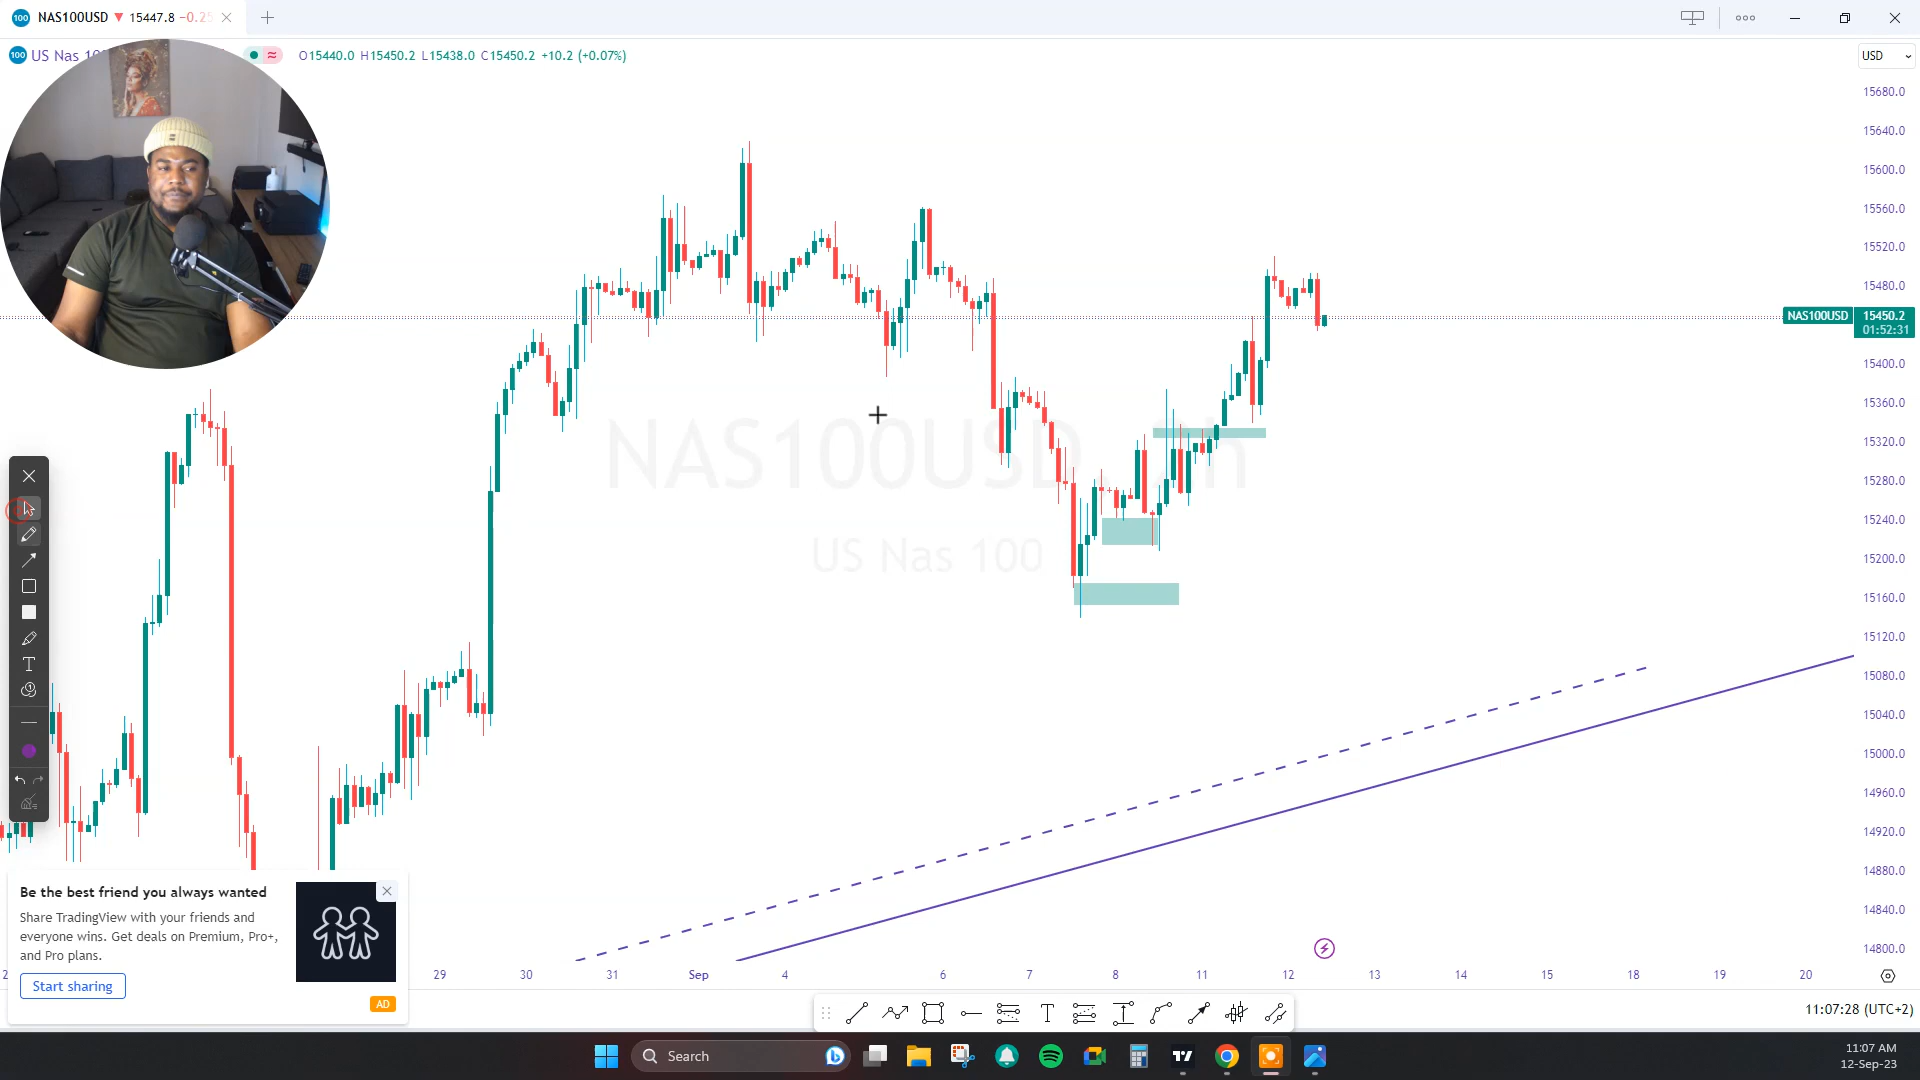 NAS100USD ▼ 15447.8 −0.2
100 US Nas 10
O15440.0 H15450.2 L15438.0 C15450.2 +10.2 (+0.07%)
USD
15680.0
15640.0
15600.0
15560.0
15520.0
15480.0
NAS100USD 15450.2
01:52:31
15400.0
15360.0
15320.0
15280.0
15240.0
15200.0
15160.0
15120.0
15080.0
15040.0
15000.0
14960.0
14920.0
14880.0
14840.0
14800.0
NAS100USD
US Nas 100
29 30 31 Sep 4 6 7 8 11 12 13 14 15 18 19 20
Be the best friend you always wanted
Share TradingView with your friends and
everyone wins. Get deals on Premium, Pro+,
and Pro plans.
Start sharing
AD
11:07:28 (UTC+2)
Search
11:07 AM
12-Sep-23